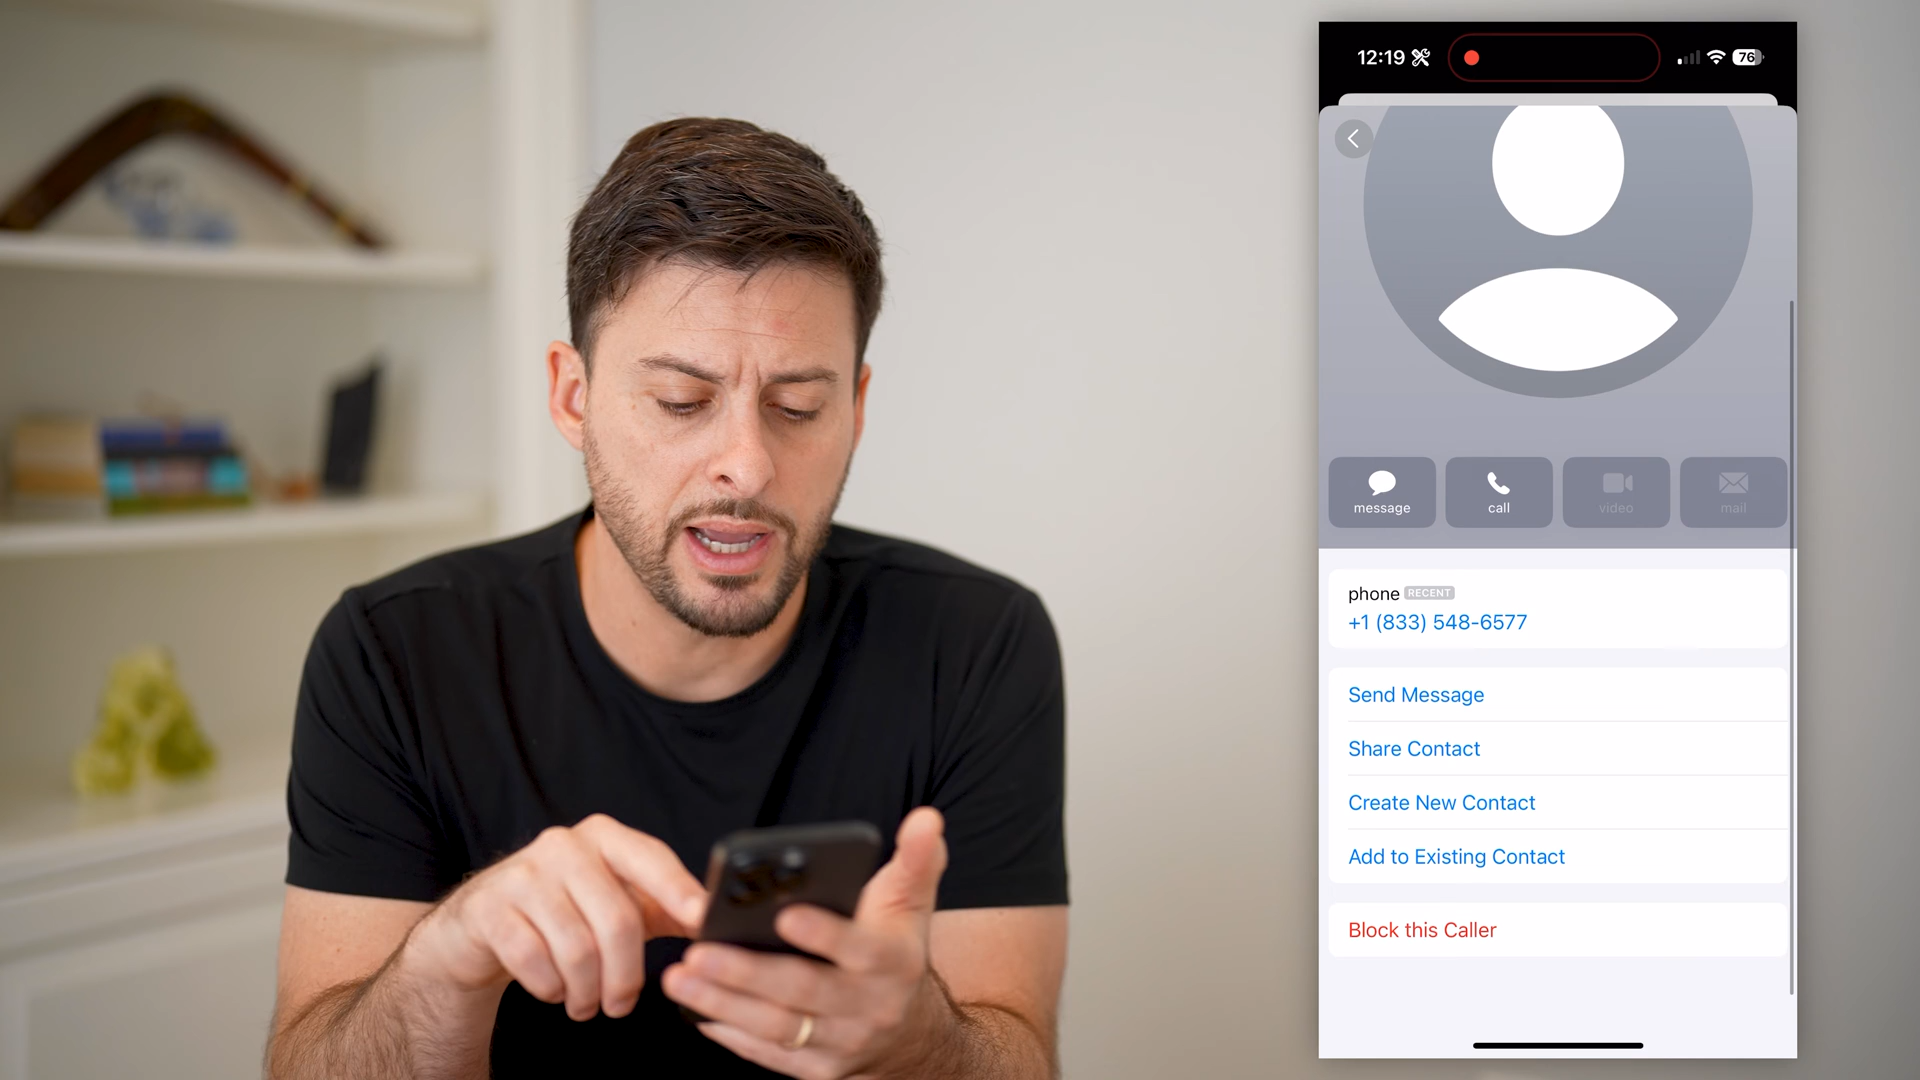 12:19
76
message
call
video
mail
phone RECENT
+1 (833) 548-6577
Send Message
Share Contact
Create New Contact
Add to Existing Contact
Block this Caller